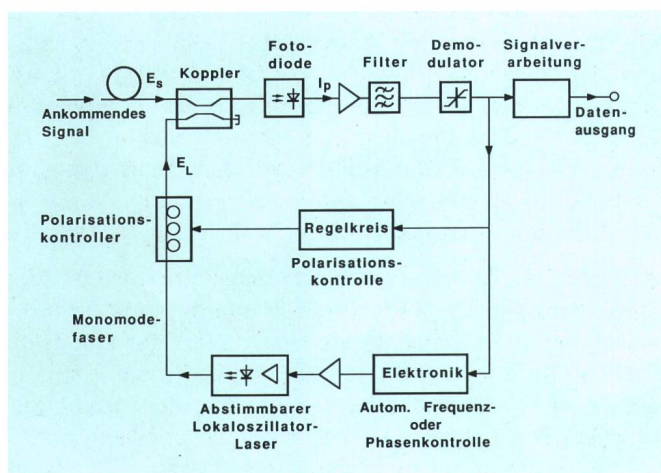 Foto-
diode
Filter
Demo-
dulator
Signalver-
arbeitung
Koppler
E_S
I_p
Ankommendes
Signal
Daten-
ausgang
E_L
Polarisations-
kontroller
Regelkreis
Polarisations-
kontrolle
Monomode-
faser
Elektronik
Abstimmbarer
Lokaloszillator-
Laser
Autom. Frequenz-
oder
Phasenkontrolle